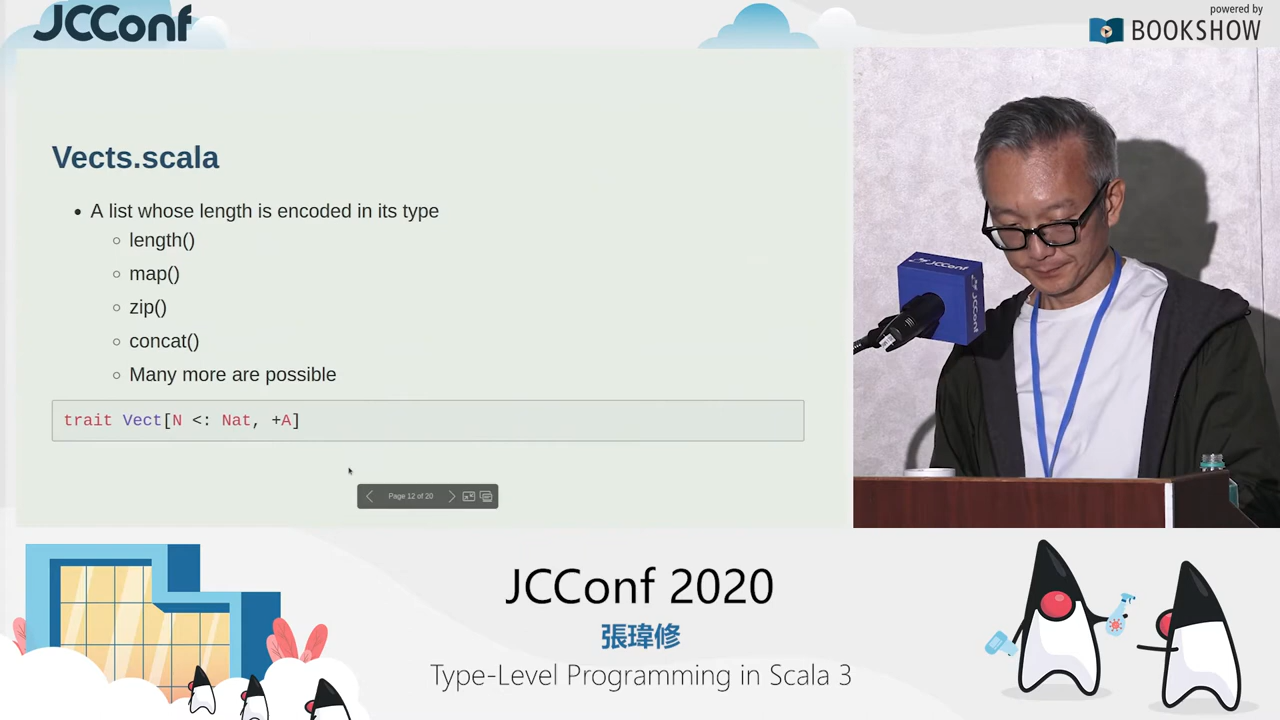 JCConf
powered by
BOOKSHOW
Vects.scala
• A list whose length is encoded in its type
◦ length()
◦ map()
◦ zip()
◦ concat()
◦ Many more are possible
trait Vect[N <: Nat, +A]
Page 12 of 20
JCConf
JCConf
JCConf 2020
張瑋修
Type-Level Programming in Scala 3